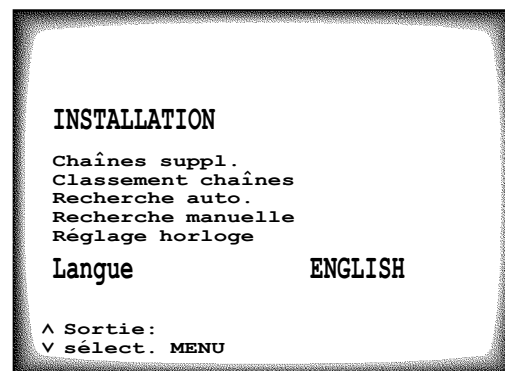 INSTALLATION
Chaînes suppl.
Classement chaînes
Recherche auto.
Recherche manuelle
Réglage horloge
Langue ENGLISH
∧ Sortie:
∨ sélect. MENU